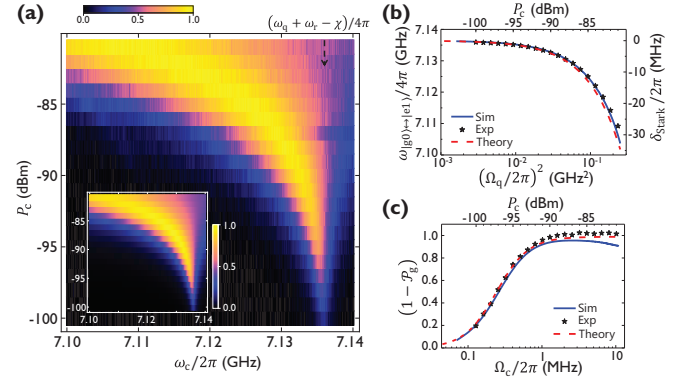 (a)
0.0 0.5 1.0
(ω_q + ω_r − χ)/4π
P_c (dBm)
-85
-90
-95
-100
7.10 7.11 7.12 7.13 7.14
ω_c/2π (GHz)
-85
-90
-95
-100
7.10 7.12 7.14
1.0
0.5
0.0
(b)
P_c (dBm)
-100 -95 -90 -85
ω_|g0⟩↔|e1⟩/4π (GHz)
7.14
7.13
7.12
7.10
Sim
Exp
Theory
0
-10
-20
-30
δ_Stark/2π (MHz)
10⁻³ 10⁻² 10⁻¹
(Ω_q/2π)² GHz²
(c)
P_c (dBm)
-100 -95 -90 -85
(1 − 𝒫_g)
1.0
0.8
0.6
0.4
0.2
0.0
Sim
Exp
Theory
0.1 1 10
Ω_c/2π (MHz)